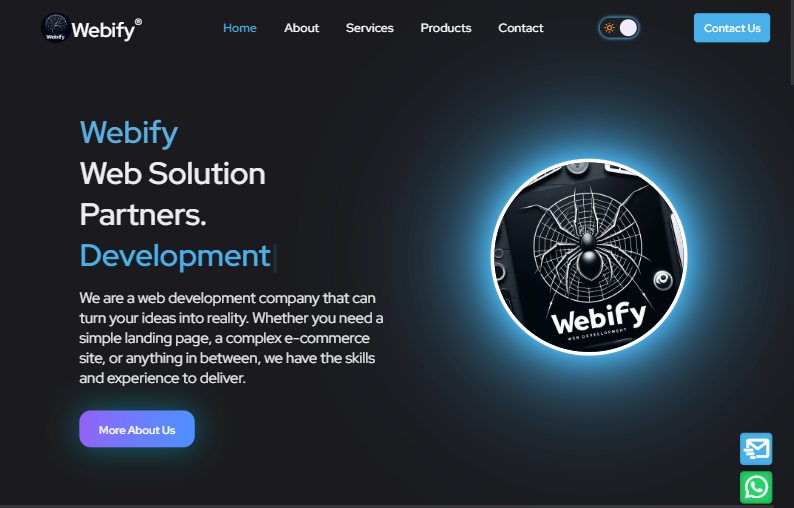 Webify
Webify®
Home
About
Services
Products
Contact
Contact Us
Webify
Web Solution
Partners.
Development
We are a web development company that can
turn your ideas into reality. Whether you need a
simple landing page, a complex e-commerce
site, or anything in between, we have the skills
and experience to deliver.
More About Us
Webify
WEB DEVELOPMENT